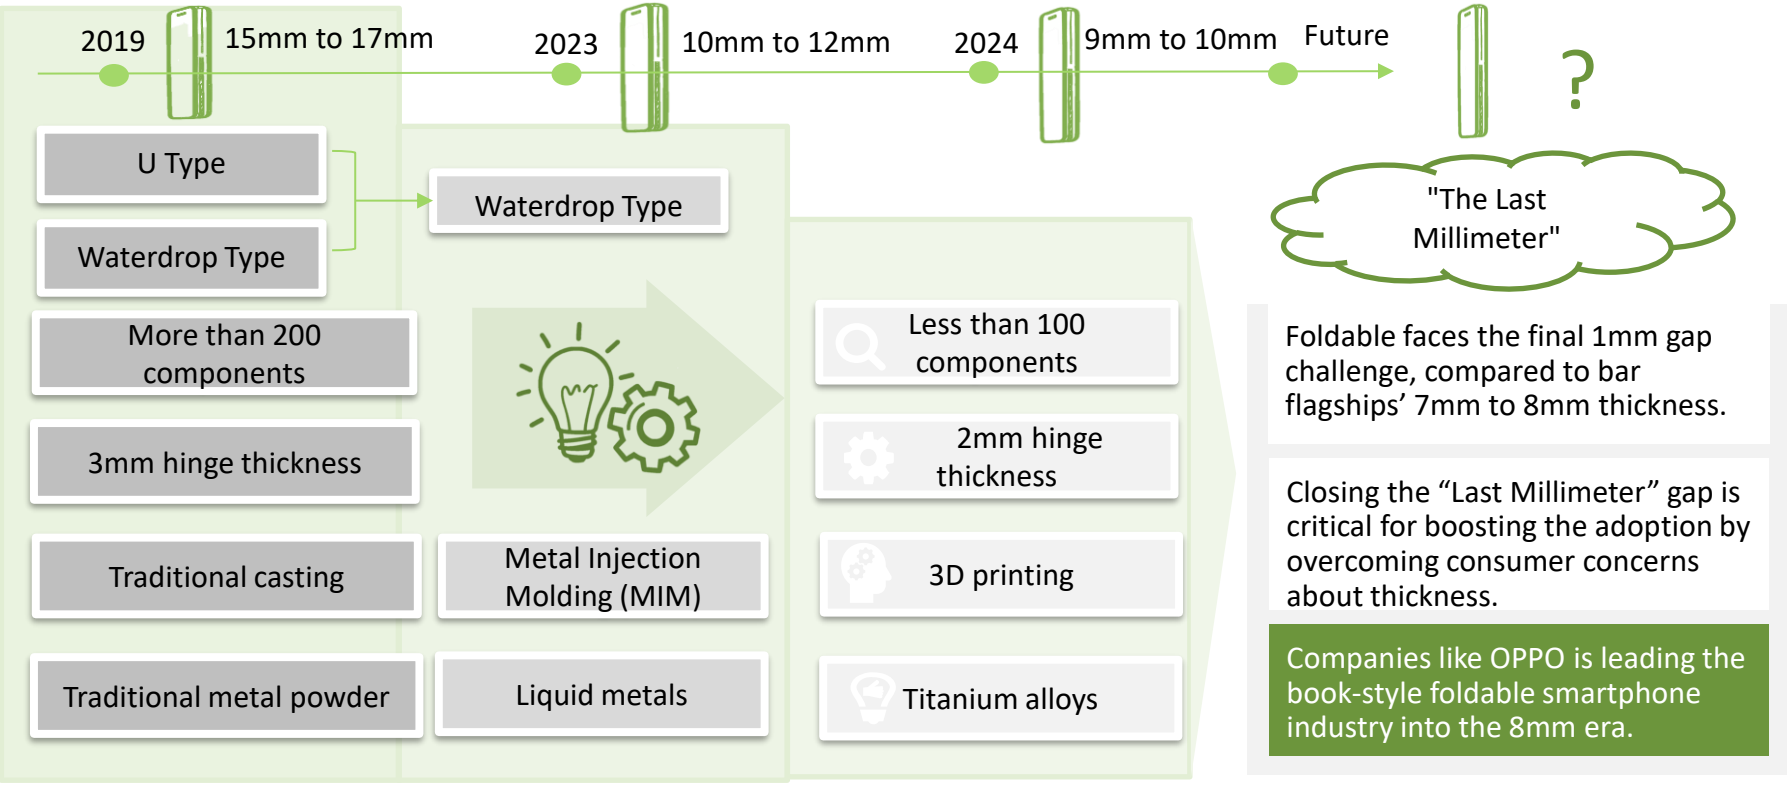 2019
15mm to 17mm
2023
10mm to 12mm
2024
9mm to 10mm
Future
?
U Type
Waterdrop Type
More than 200
components
3mm hinge thickness
Traditional casting
Traditional metal powder
Waterdrop Type
Metal Injection
Molding (MIM)
Liquid metals
Less than 100
components
2mm hinge
thickness
3D printing
Titanium alloys
"The Last
Millimeter"
Foldable faces the final 1mm gap
challenge, compared to bar
flagships’ 7mm to 8mm thickness.
Closing the “Last Millimeter” gap is
critical for boosting the adoption by
overcoming consumer concerns
about thickness.
Companies like OPPO is leading the
book-style foldable smartphone
industry into the 8mm era.